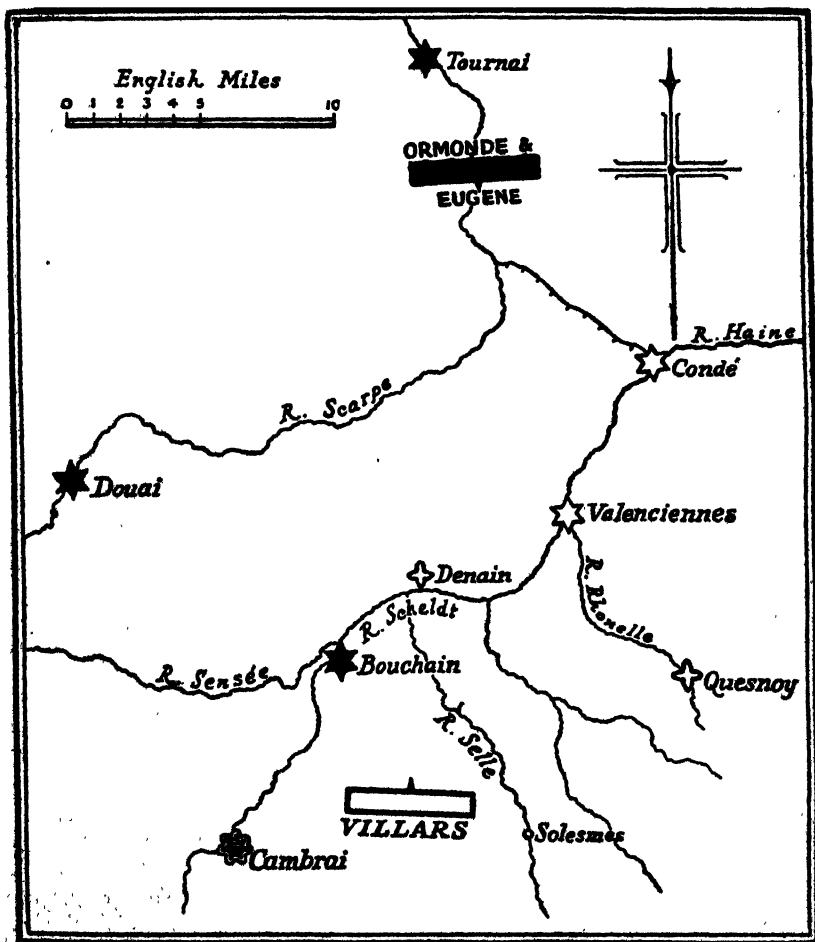 Tournai
English Miles
0 1 2 3 4 5 10
ORMONDE &
EUGENE
R. Haine
Condé
R. Scarpe
Douai
Valenciennes
Denain
R. Rhonelle
R. Scheldt
Bouchain
R. Sensée
Quesnoy
R. Selle
VILLARS
Solesmes
Cambrai